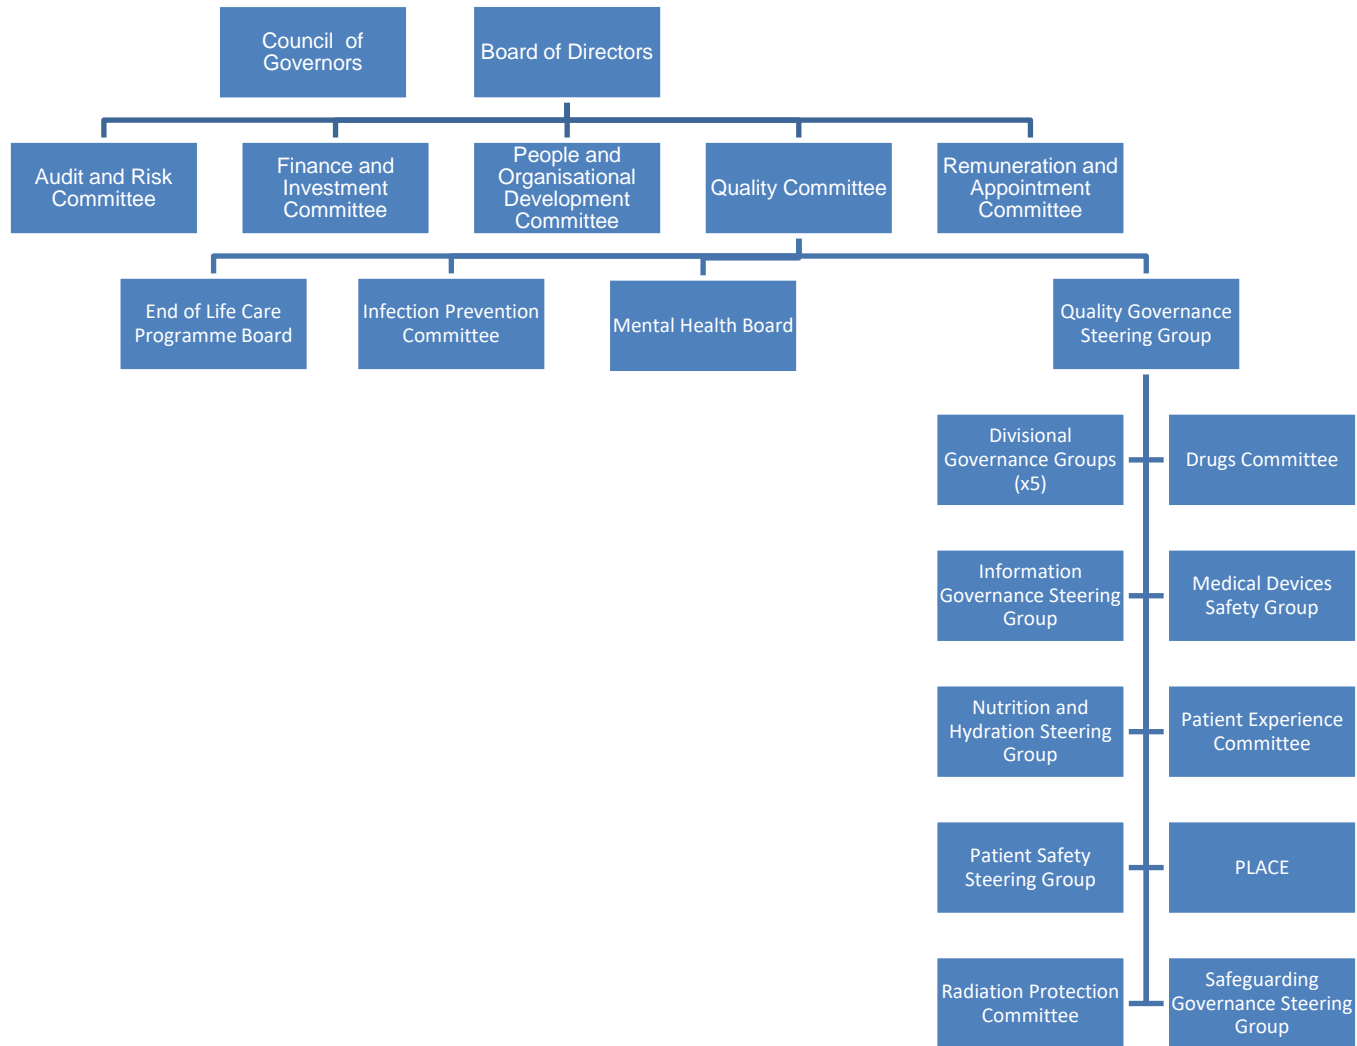 Council of
Governors
Board of Directors
Audit and Risk
Committee
Finance and
Investment
Committee
People and
Organisational
Development
Committee
Quality Committee
Remuneration and
Appointment
Committee
End of Life Care
Programme Board
Infection Prevention
Committee
Mental Health Board
Quality Governance
Steering Group
Divisional
Governance Groups
(x5)
Drugs Committee
Information
Governance Steering
Group
Medical Devices
Safety Group
Nutrition and
Hydration Steering
Group
Patient Experience
Committee
Patient Safety
Steering Group
PLACE
Radiation Protection
Committee
Safeguarding
Governance Steering
Group